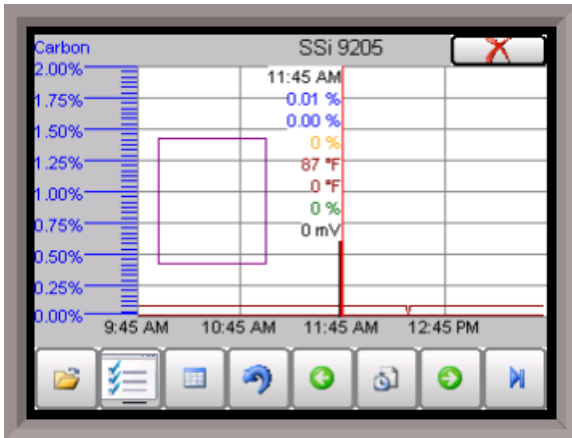 Carbon SSi 9205
2.00%
11:45 AM
1.75%
0.01 %
0.00 %
1.50%
0 %
1.25%
87 °F
1.00%
0 °F
0 %
0.75%
0 mV
0.50%
0.25%
0.00%
9:45 AM 10:45 AM 11:45 AM 12:45 PM